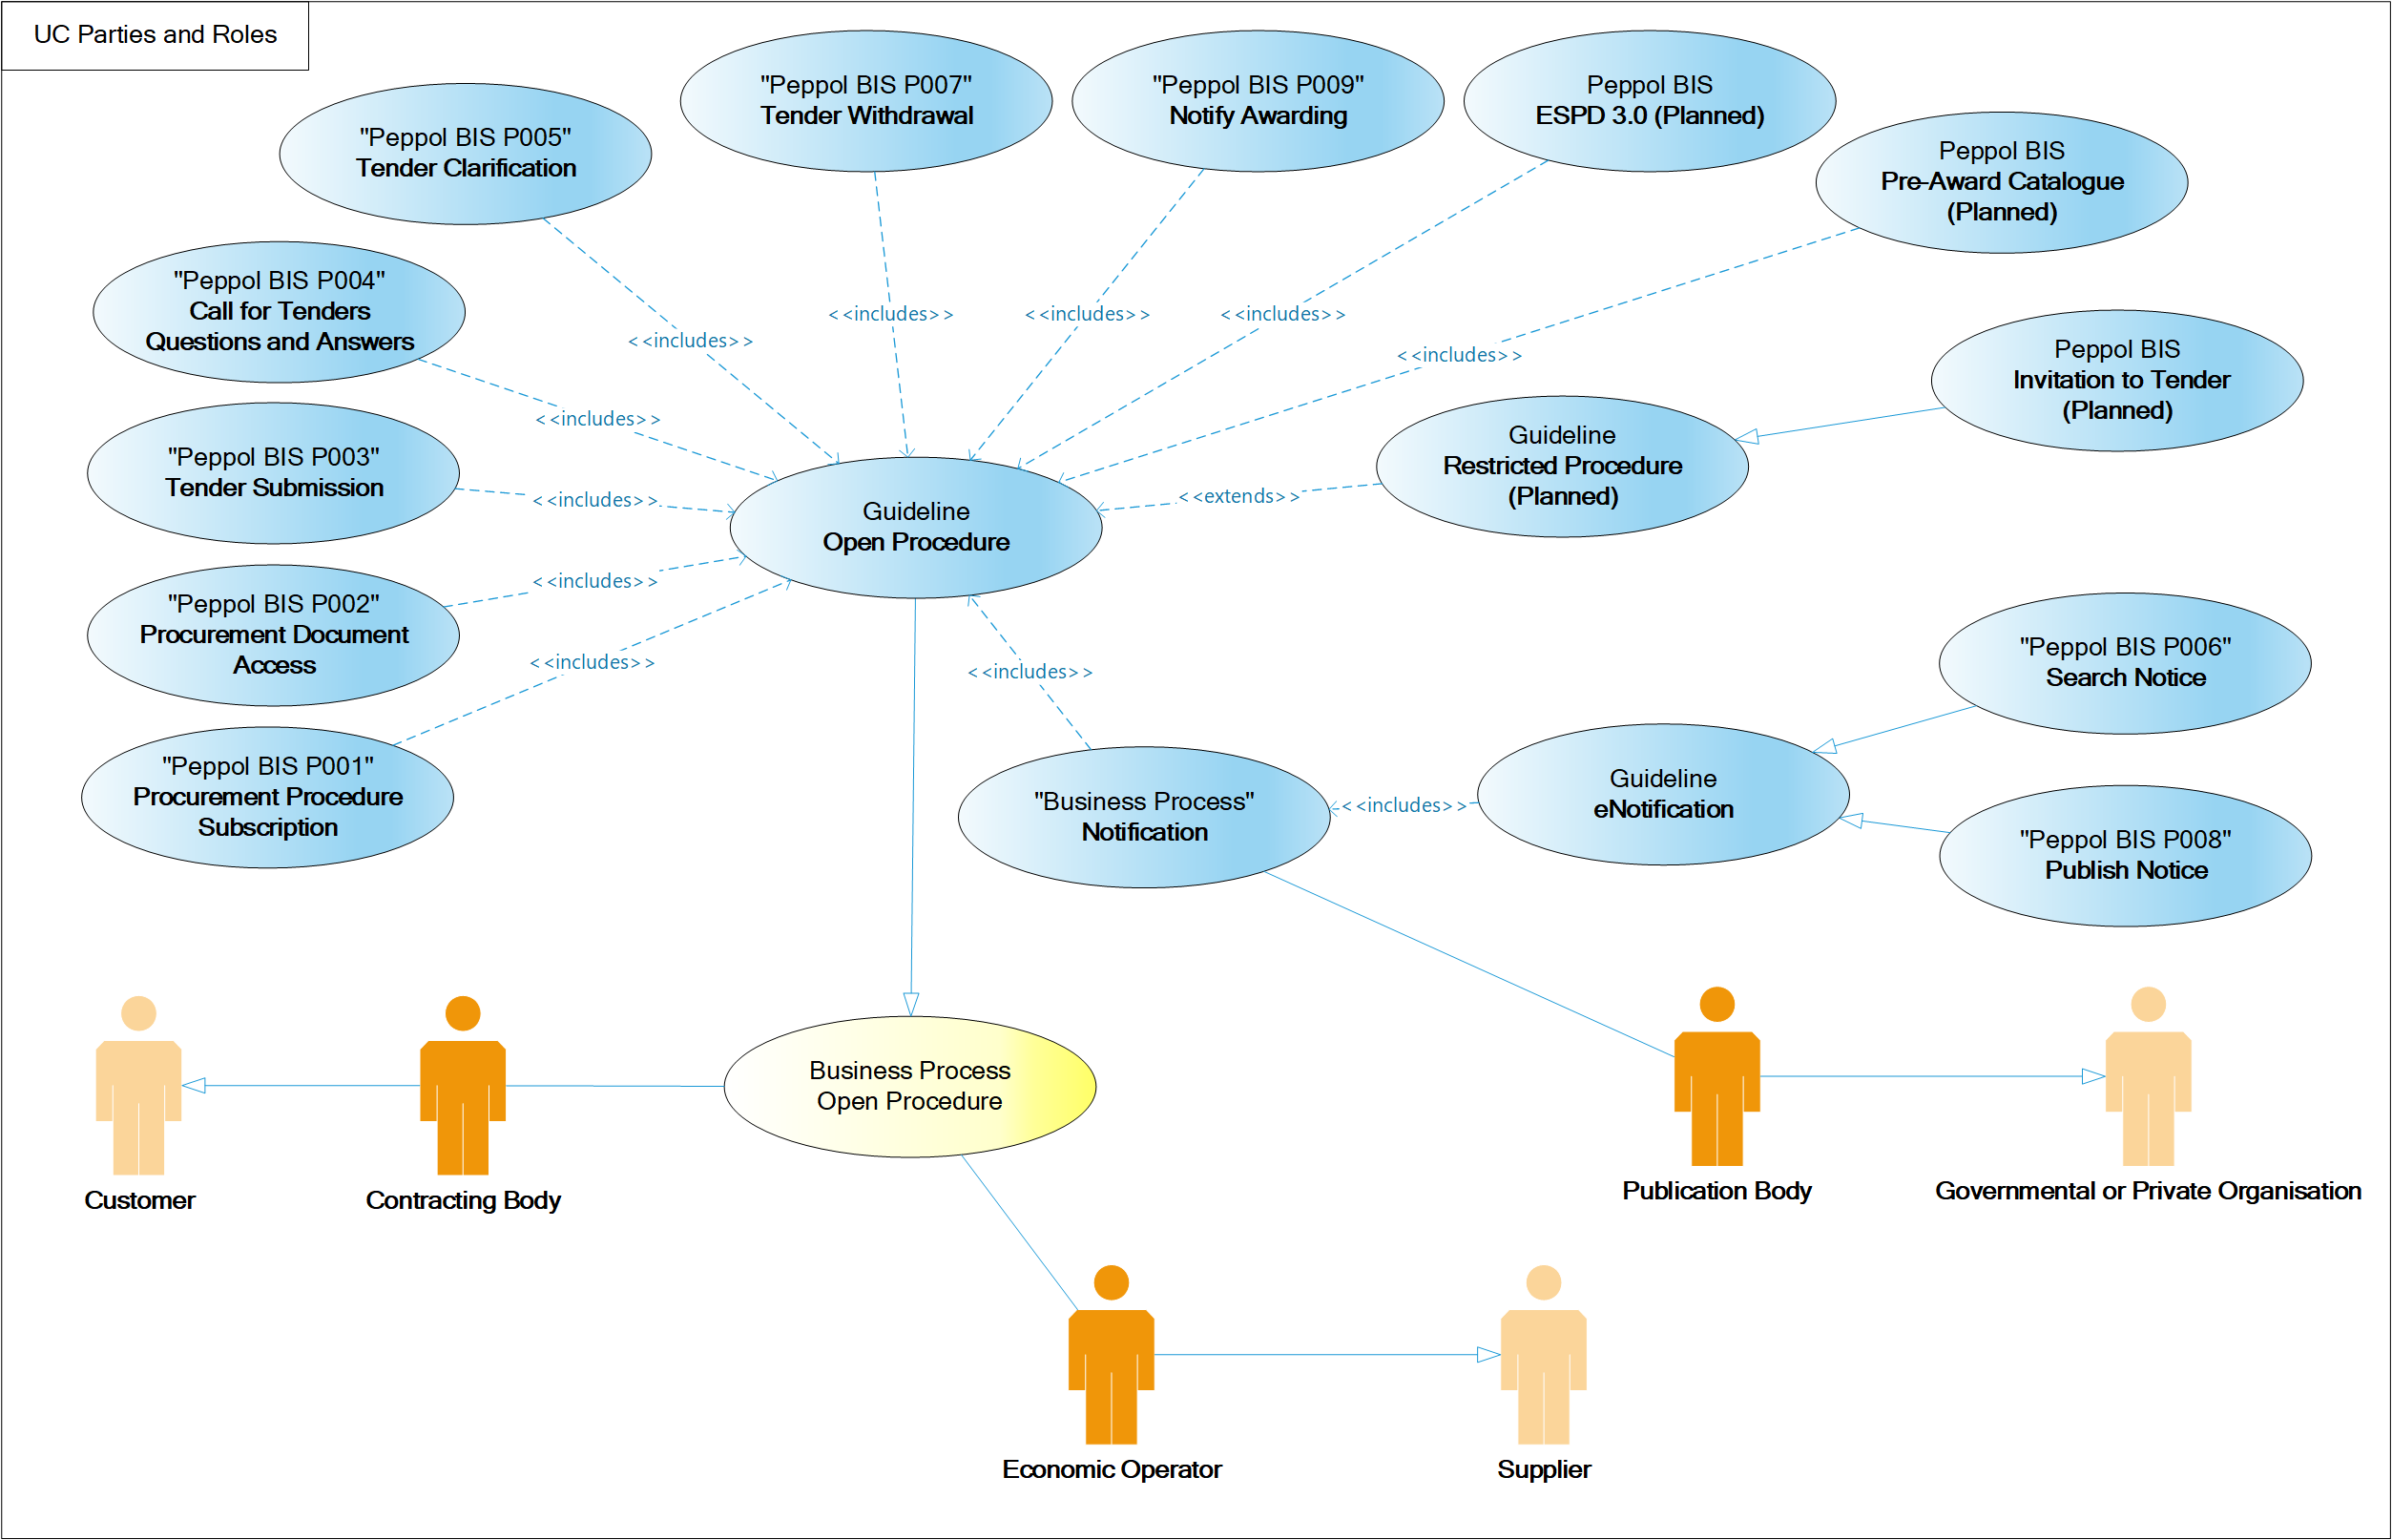 UC Parties and Roles
"Peppol BIS P007"
Tender Withdrawal
"Peppol BIS P009"
Notify Awarding
Peppol BIS
ESPD 3.0 (Planned)
"Peppol BIS P005"
Tender Clarification
Peppol BIS
Pre-Award Catalogue
(Planned)
"Peppol BIS P004"
Call for Tenders
Questions and Answers
<<includes>>
<<includes>>
<<includes>>
<<includes>>
<<includes>>
<<includes>>
Peppol BIS
Invitation to Tender
(Planned)
Guideline
Restricted Procedure
(Planned)
"Peppol BIS P003"
Tender Submission
<<includes>>
<<extends>>
Guideline
Open Procedure
"Peppol BIS P002"
Procurement Document
Access
<<includes>>
<<includes>>
<<includes>>
"Peppol BIS P006"
Search Notice
"Peppol BIS P001"
Procurement Procedure
Subscription
"Business Process"
Notification
<<includes>>
Guideline
eNotification
"Peppol BIS P008"
Publish Notice
Business Process
Open Procedure
Customer
Contracting Body
Publication Body
Governmental or Private Organisation
Economic Operator
Supplier